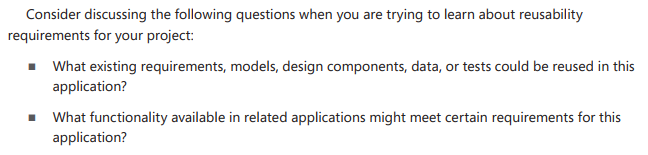 Consider discussing the following questions when you are trying to learn about reusability
requirements for your project:
■ What existing requirements, models, design components, data, or tests could be reused in this
application?
■ What functionality available in related applications might meet certain requirements for this
application?